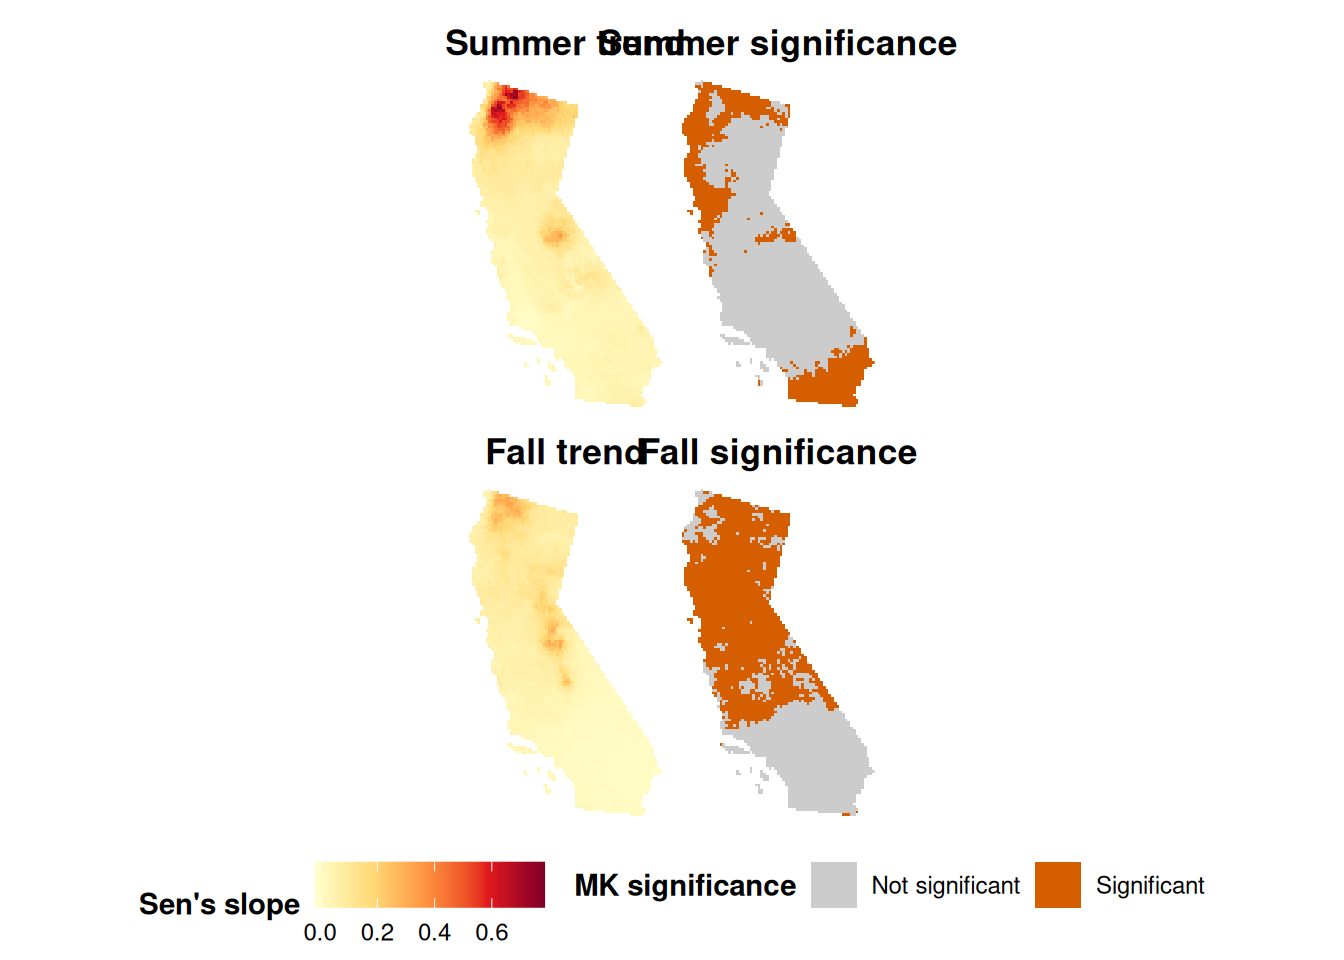 Summer trend Summer significance
Fall trend Fall significance
Sen's slope
0.0 0.2 0.4 0.6
MK significance Not significant Significant